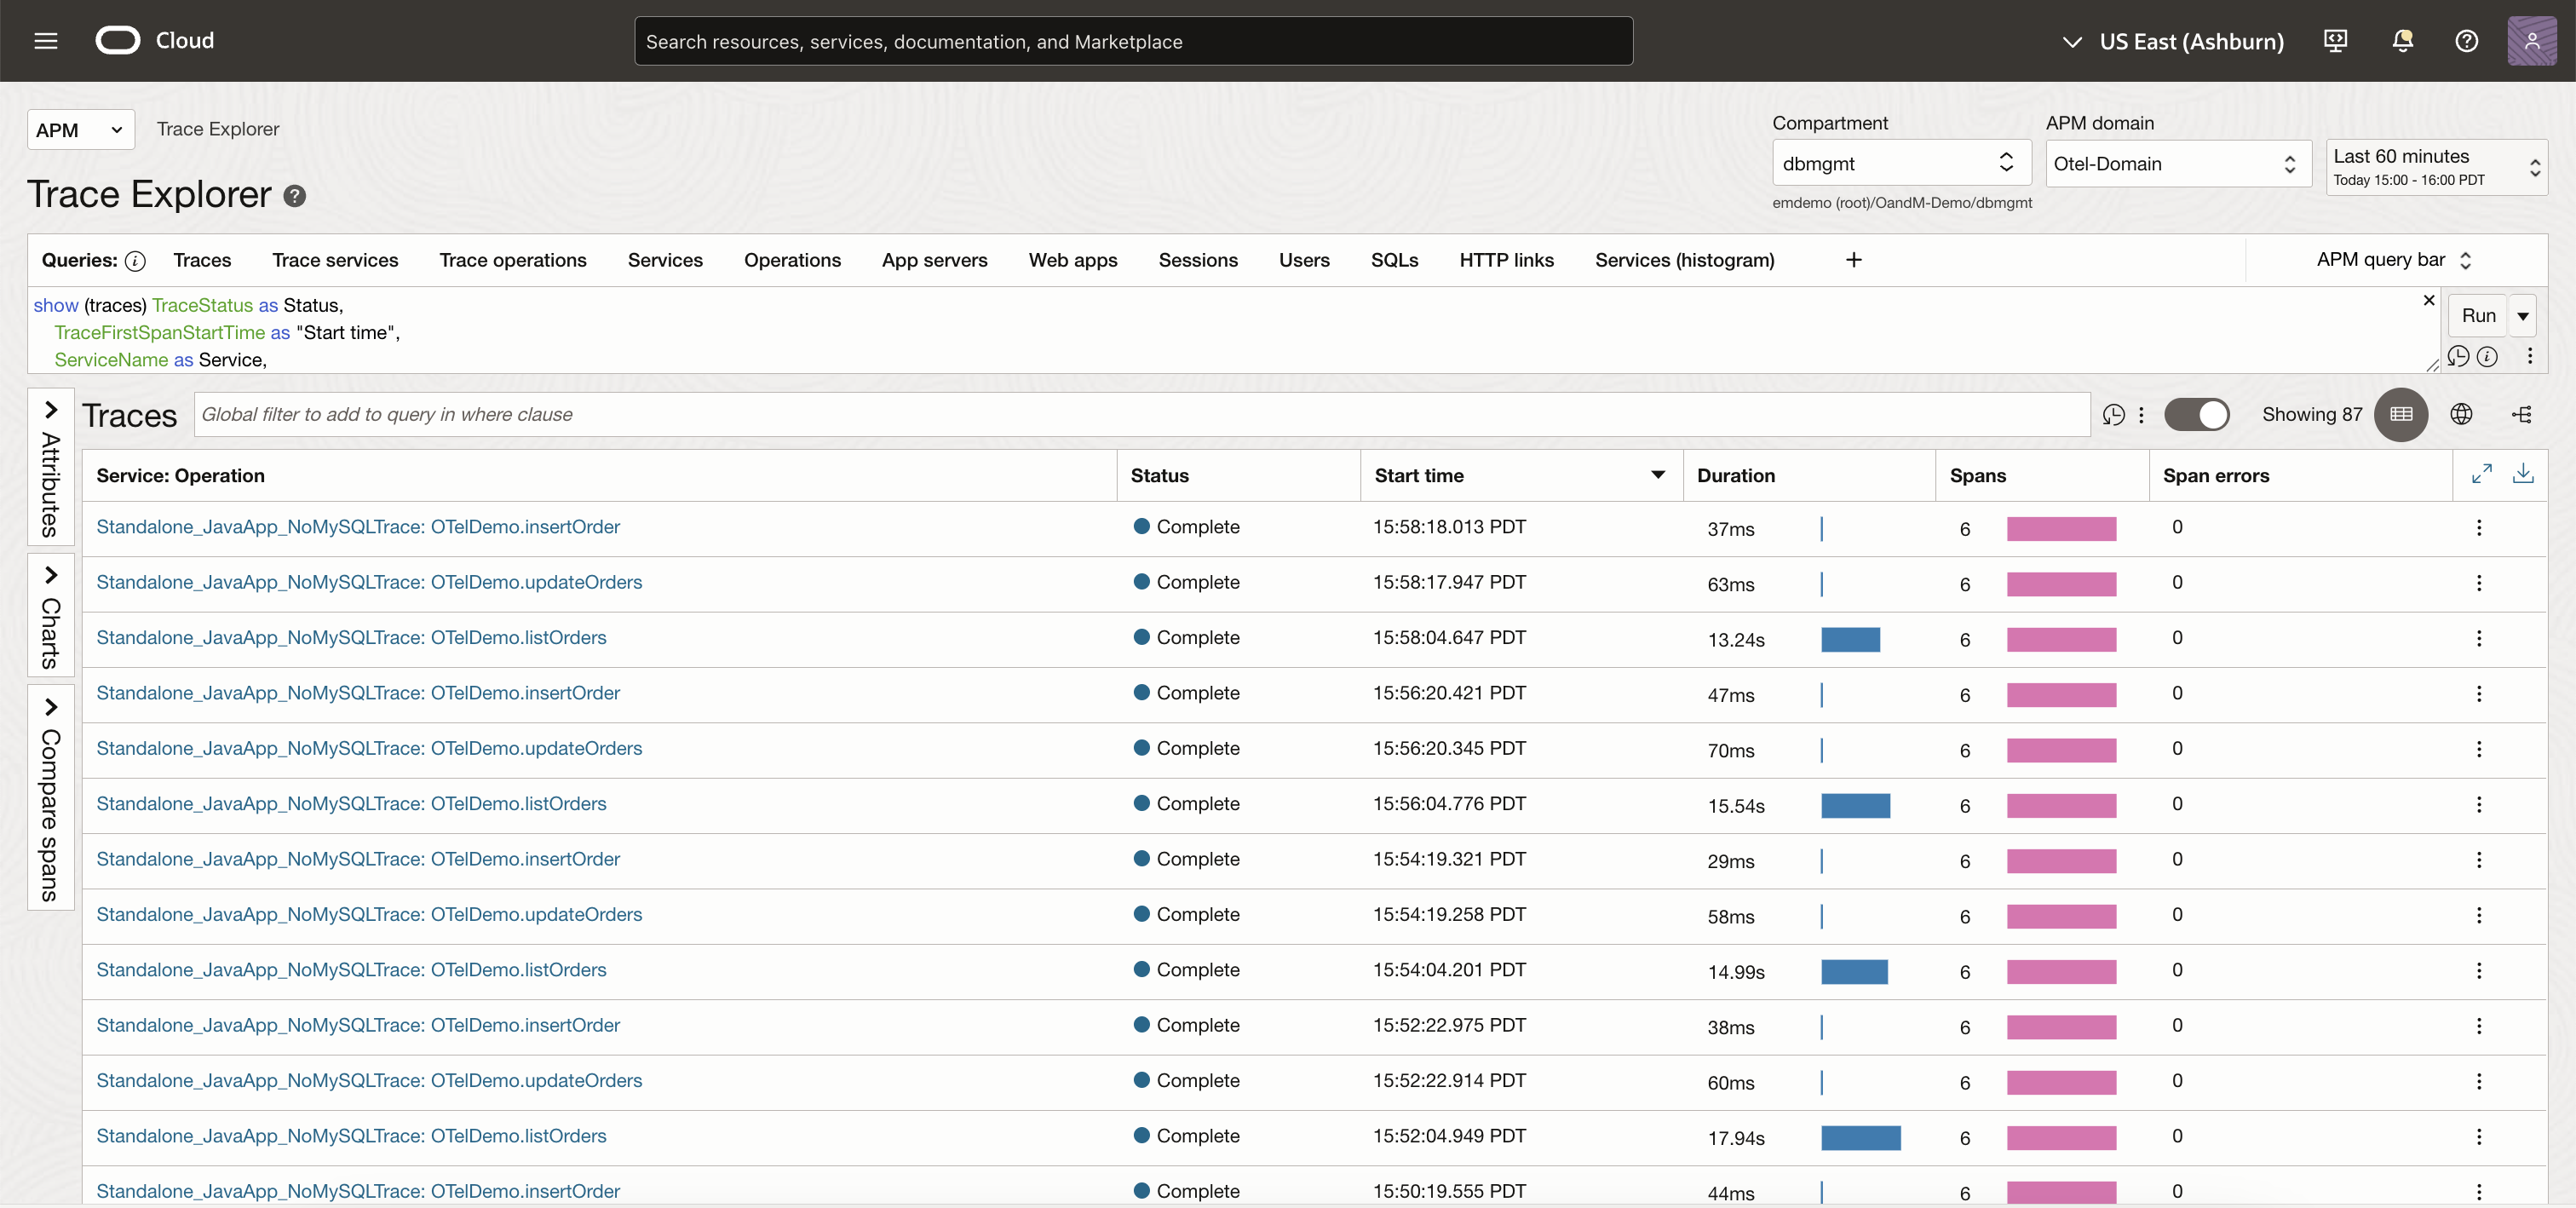 Cloud
Search resources, services, documentation, and Marketplace
US East (Ashburn)
APM
Trace Explorer
Compartment
APM domain
dbmgmt
Otel-Domain
Last 60 minutes
Today 15:00 - 16:00 PDT
emdemo (root)/OandM-Demo/dbmgmt
Trace Explorer
Queries: Traces Trace services Trace operations Services Operations App servers Web apps Sessions Users SQLs HTTP links Services (histogram) + APM query bar
show (traces) TraceStatus as Status,
TraceFirstSpanStartTime as "Start time",
ServiceName as Service,
Run
Attributes
Charts
Compare spans
Traces Global filter to add to query in where clause Showing 87
Service: Operation Status Start time Duration Spans Span errors
Standalone_JavaApp_NoMySQLTrace: OTelDemo.insertOrder Complete 15:58:18.013 PDT 37ms 6 0
Standalone_JavaApp_NoMySQLTrace: OTelDemo.updateOrders Complete 15:58:17.947 PDT 63ms 6 0
Standalone_JavaApp_NoMySQLTrace: OTelDemo.listOrders Complete 15:58:04.647 PDT 13.24s 6 0
Standalone_JavaApp_NoMySQLTrace: OTelDemo.insertOrder Complete 15:56:20.421 PDT 47ms 6 0
Standalone_JavaApp_NoMySQLTrace: OTelDemo.updateOrders Complete 15:56:20.345 PDT 70ms 6 0
Standalone_JavaApp_NoMySQLTrace: OTelDemo.listOrders Complete 15:56:04.776 PDT 15.54s 6 0
Standalone_JavaApp_NoMySQLTrace: OTelDemo.insertOrder Complete 15:54:19.321 PDT 29ms 6 0
Standalone_JavaApp_NoMySQLTrace: OTelDemo.updateOrders Complete 15:54:19.258 PDT 58ms 6 0
Standalone_JavaApp_NoMySQLTrace: OTelDemo.listOrders Complete 15:54:04.201 PDT 14.99s 6 0
Standalone_JavaApp_NoMySQLTrace: OTelDemo.insertOrder Complete 15:52:22.975 PDT 38ms 6 0
Standalone_JavaApp_NoMySQLTrace: OTelDemo.updateOrders Complete 15:52:22.914 PDT 60ms 6 0
Standalone_JavaApp_NoMySQLTrace: OTelDemo.listOrders Complete 15:52:04.949 PDT 17.94s 6 0
Standalone_JavaApp_NoMySQLTrace: OTelDemo.insertOrder Complete 15:50:19.555 PDT 44ms 6 0